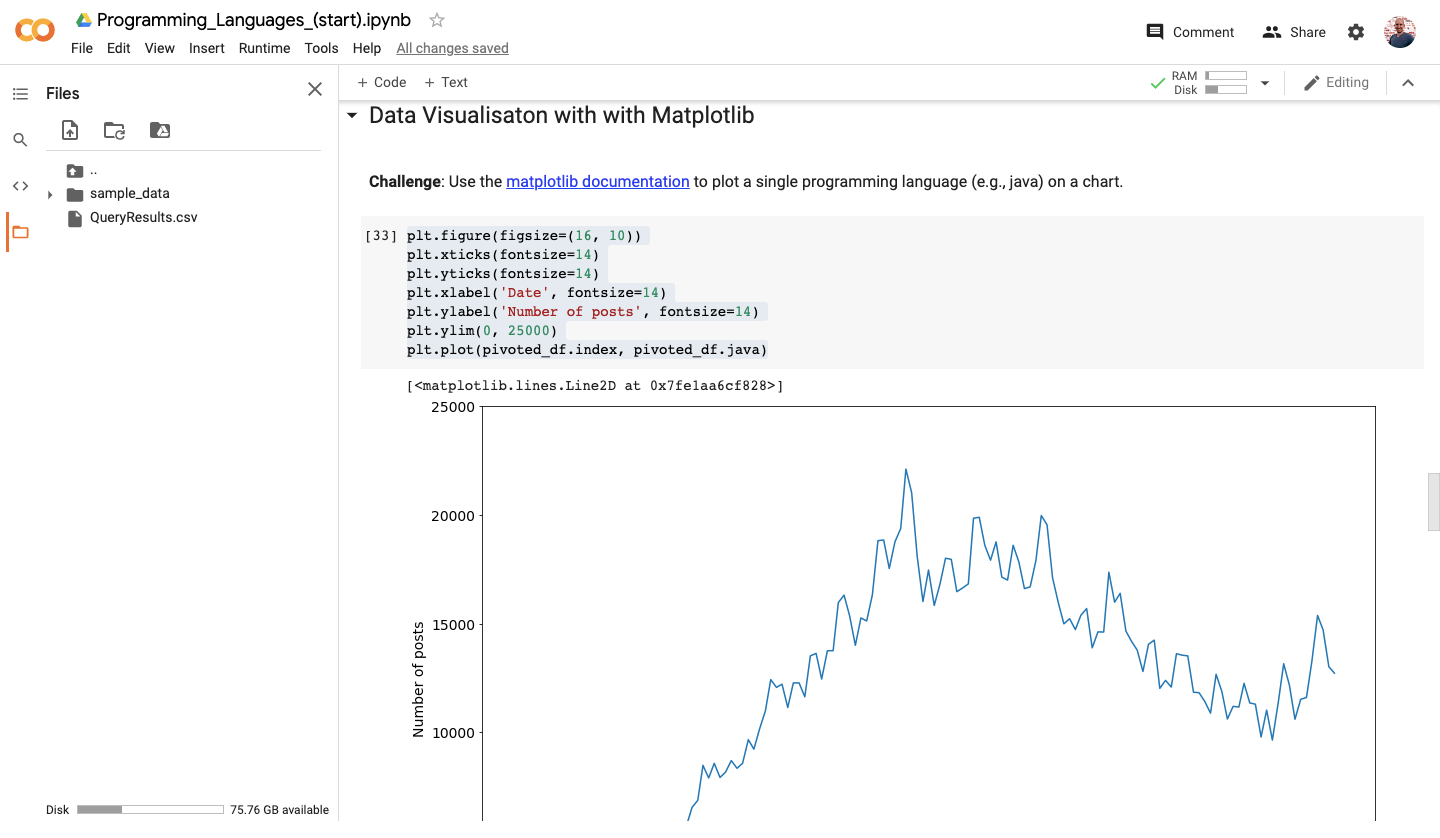 Programming_Languages_(start).ipynb
File Edit View Insert Runtime Tools Help All changes saved
Comment Share
Files
+ Code + Text
RAM
Disk
Editing
..
sample_data
QueryResults.csv
Disk 75.76 GB available
Data Visualisaton with with Matplotlib
Challenge: Use the matplotlib documentation to plot a single programming language (e.g., java) on a chart.
[33] plt.figure(figsize=(16, 10))
plt.xticks(fontsize=14)
plt.yticks(fontsize=14)
plt.xlabel('Date', fontsize=14)
plt.ylabel('Number of posts', fontsize=14)
plt.ylim(0, 25000)
plt.plot(pivoted_df.index, pivoted_df.java)
[<matplotlib.lines.Line2D at 0x7fe1aa6cf828>]
25000
20000
15000
10000
Number of posts